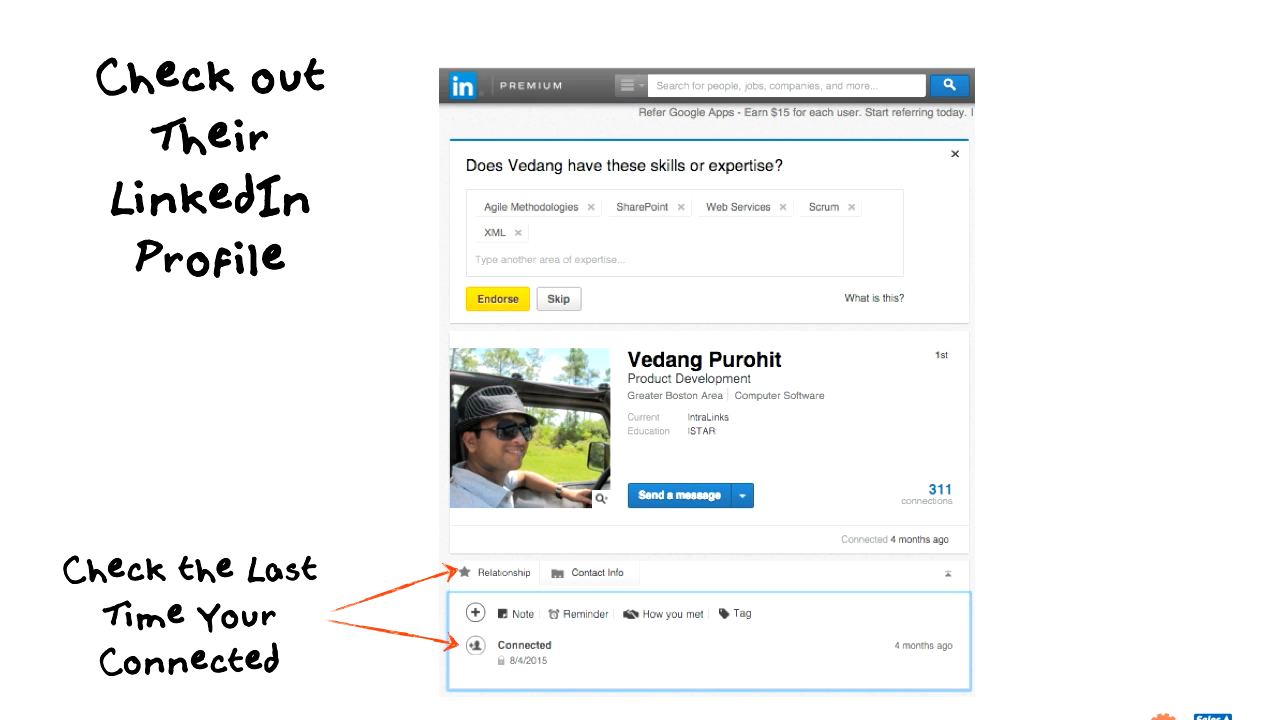 Check out
Their
LinkedIn
Profile
Check the Last
Time Your
Connected
in PREMIUM
Search for people, jobs, companies, and more...
Refer Google Apps - Earn $15 for each user. Start referring today.
Does Vedang have these skills or expertise?
Agile Methodologies SharePoint Web Services Scrum
XML
Type another area of expertise...
Endorse Skip What is this?
Vedang Purohit 1st
Product Development
Greater Boston Area Computer Software
Current IntraLinks
Education ISTAR
Send a message 311
connections
Connected 4 months ago
Relationship Contact Info
Note Reminder How you met Tag
Connected 4 months ago
8/4/2015